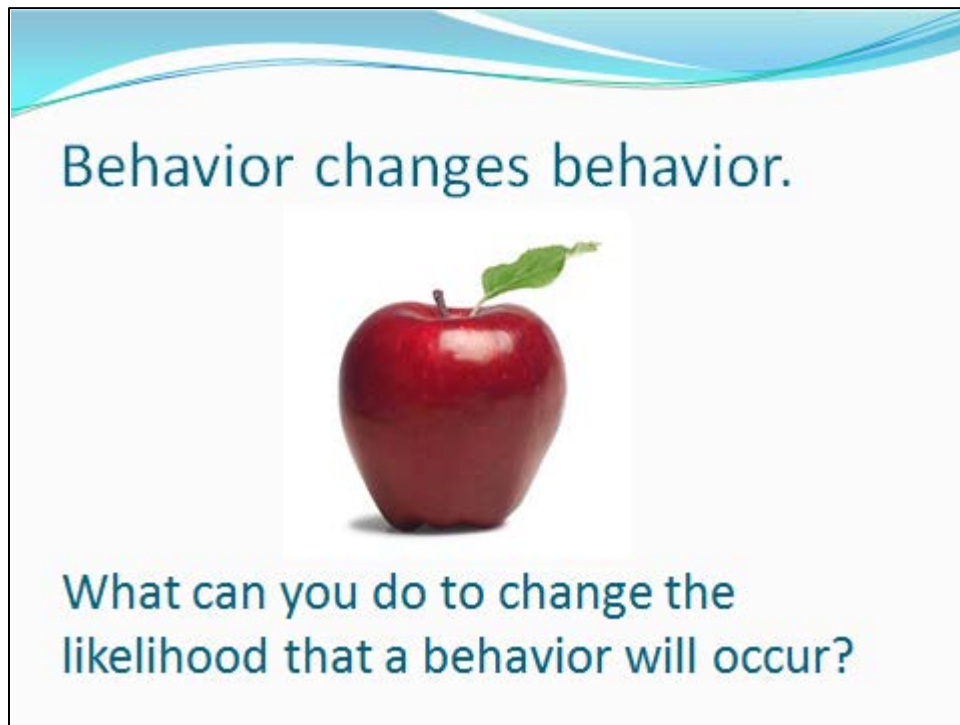 Behavior changes behavior.
What can you do to change the
likelihood that a behavior will occur?